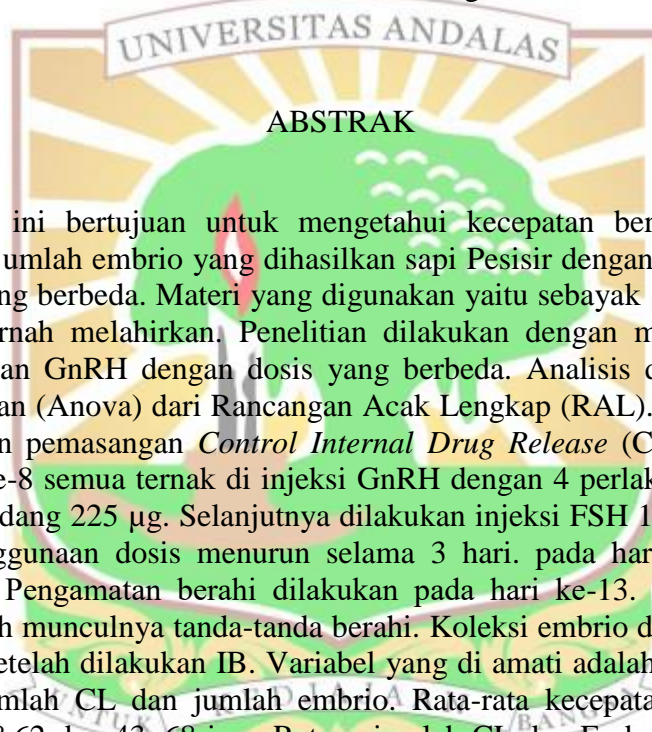 UNIVERSITAS ANDALAS
ABSTRAK
ini bertujuan untuk mengetahui kecepatan ber
umlah embrio yang dihasilkan sapi Pesisir dengan
ng berbeda. Materi yang digunakan yaitu sebayak
rnah melahirkan. Penelitian dilakukan dengan m
an GnRH dengan dosis yang berbeda. Analisis d
an (Anova) dari Rancangan Acak Lengkap (RAL).
n pemasangan Control Internal Drug Release (C
e-8 semua ternak di injeksi GnRH dengan 4 perlak
dang 225 µg. Selanjutnya dilakukan injeksi FSH 1
ggunaan dosis menurun selama 3 hari. pada har
Pengamatan berahi dilakukan pada hari ke-13.
h munculnya tanda-tanda berahi. Koleksi embrio d
setelah dilakukan IB. Variabel yang di amati adalah
mlah CL dan jumlah embrio. Rata-rata kecepata
UNTUK KEDJAJAAN BANGSA